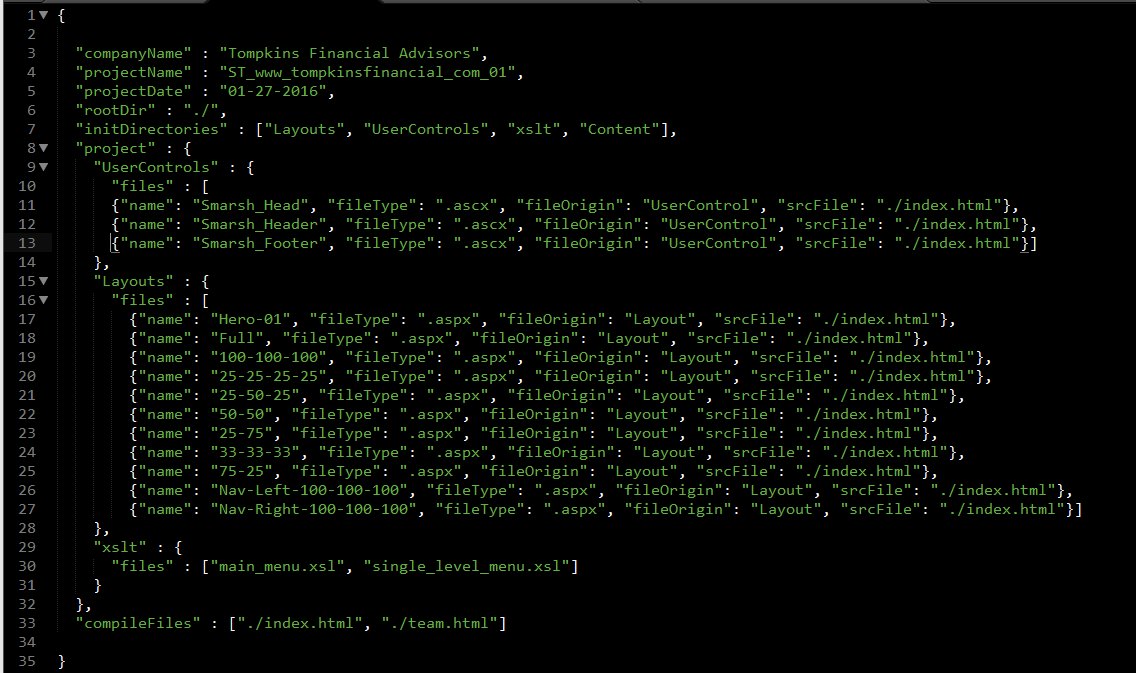 1 {
2
3 "companyName" : "Tompkins Financial Advisors",
4 "projectName" : "ST_www_tompkinsfinancial_com_01",
5 "projectDate" : "01-27-2016",
6 "rootDir" : "./",
7 "initDirectories" : ["Layouts", "UserControls", "xslt", "Content"],
8 "project" : {
9 "UserControls" : {
10 "files" : [
11 {"name": "Smarsh_Head", "fileType": ".ascx", "fileOrigin": "UserControl", "srcFile": "./index.html"},
12 {"name": "Smarsh_Header", "fileType": ".ascx", "fileOrigin": "UserControl", "srcFile": "./index.html"},
13 {"name": "Smarsh_Footer", "fileType": ".ascx", "fileOrigin": "UserControl", "srcFile": "./index.html"}]
14 },
15 "Layouts" : {
16 "files" : [
17 {"name": "Hero-01", "fileType": ".aspx", "fileOrigin": "Layout", "srcFile": "./index.html"},
18 {"name": "Full", "fileType": ".aspx", "fileOrigin": "Layout", "srcFile": "./index.html"},
19 {"name": "100-100-100", "fileType": ".aspx", "fileOrigin": "Layout", "srcFile": "./index.html"},
20 {"name": "25-25-25-25", "fileType": ".aspx", "fileOrigin": "Layout", "srcFile": "./index.html"},
21 {"name": "25-50-25", "fileType": ".aspx", "fileOrigin": "Layout", "srcFile": "./index.html"},
22 {"name": "50-50", "fileType": ".aspx", "fileOrigin": "Layout", "srcFile": "./index.html"},
23 {"name": "25-75", "fileType": ".aspx", "fileOrigin": "Layout", "srcFile": "./index.html"},
24 {"name": "33-33-33", "fileType": ".aspx", "fileOrigin": "Layout", "srcFile": "./index.html"},
25 {"name": "75-25", "fileType": ".aspx", "fileOrigin": "Layout", "srcFile": "./index.html"},
26 {"name": "Nav-Left-100-100-100", "fileType": ".aspx", "fileOrigin": "Layout", "srcFile": "./index.html"},
27 {"name": "Nav-Right-100-100-100", "fileType": ".aspx", "fileOrigin": "Layout", "srcFile": "./index.html"}]
28 },
29 "xslt" : {
30 "files" : ["main_menu.xsl", "single_level_menu.xsl"]
31 }
32 },
33 "compileFiles" : ["./index.html", "./team.html"]
34
35 }